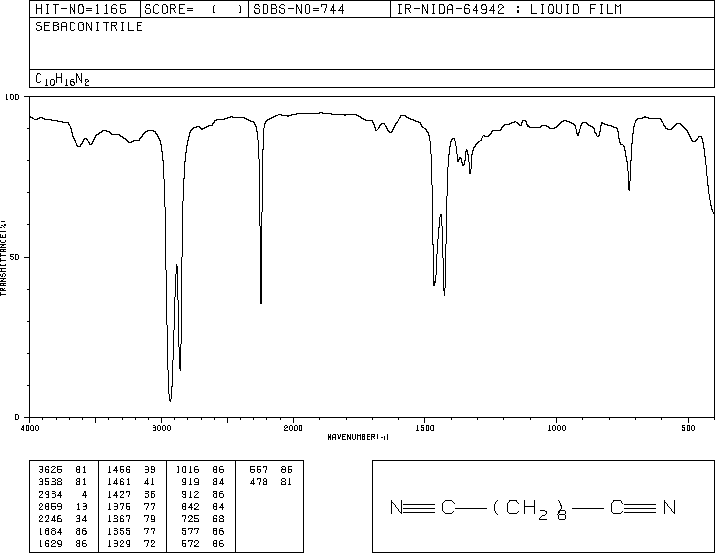 HIT-NO=1165 SCORE= ( ) SDBS-NO=744 IR-NIDA-64942 : LIQUID FILM
SEBACONITRILE
C10H16N2
100
50
0
TRANSMITTANCE(%)
4000 3000 2000 1500 1000 500
WAVENUMBER(-1)
3625 81 1466 39 1016 86 567 86
3538 81 1461 41 919 84 478 81
2934 4 1427 36 912 86
2859 13 1376 77 842 84
2246 34 1367 79 725 68
1684 86 1355 77 577 86
1629 86 1329 72 572 86
N≡C—(CH2)8—C≡N